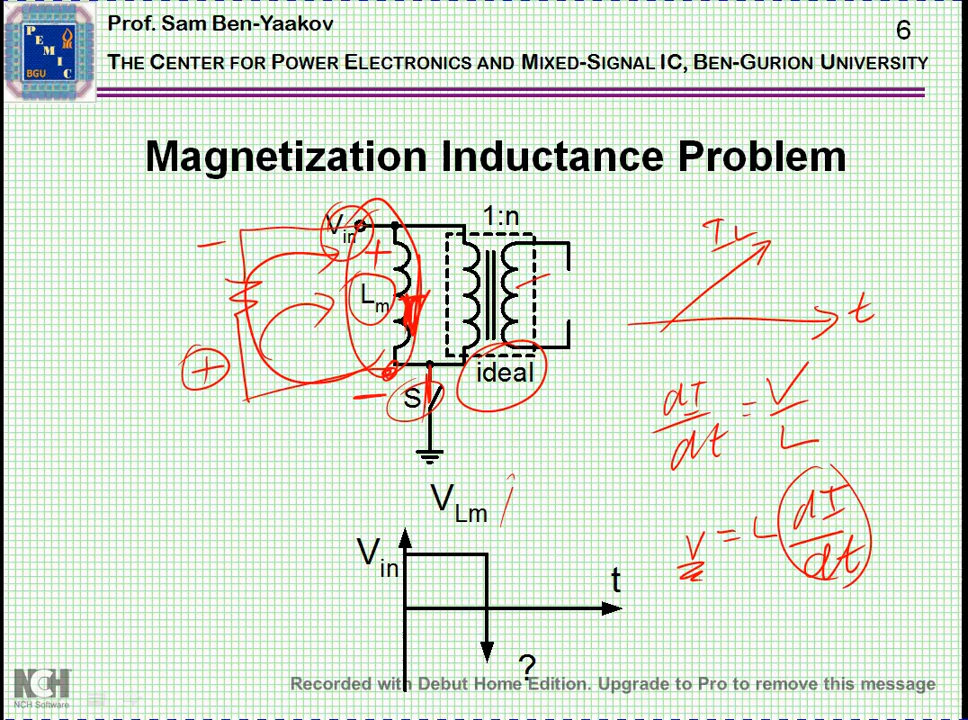 Prof. Sam Ben-Yaakov
6
P
E
M
I
C
BGU
THE CENTER FOR POWER ELECTRONICS AND MIXED-SIGNAL IC, BEN-GURION UNIVERSITY
Magnetization Inductance Problem
Vin
1:n
IL
−
+
Lm
t
+
ideal
−
S
dI/dt = V/L
VLm
V = L dI/dt
Vin
t
?
NCH
NCH Software
Recorded with Debut Home Edition. Upgrade to Pro to remove this message